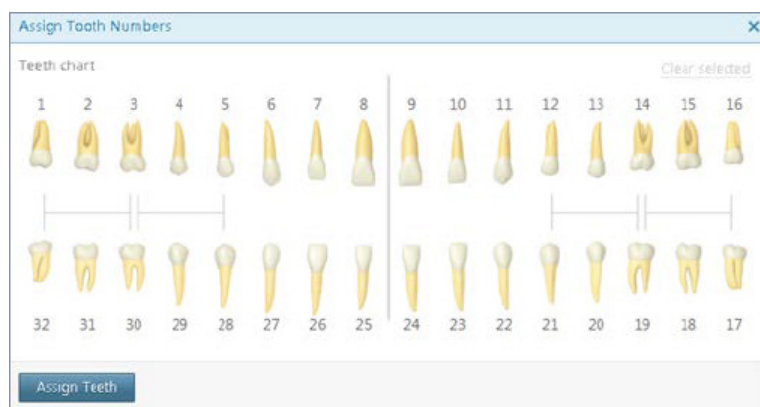 Assign Tooth Numbers
Teeth chart
Clear selected
1 2 3 4 5 6 7 8 9 10 11 12 13 14 15 16
32 31 30 29 28 27 26 25 24 23 22 21 20 19 18 17
Assign Teeth